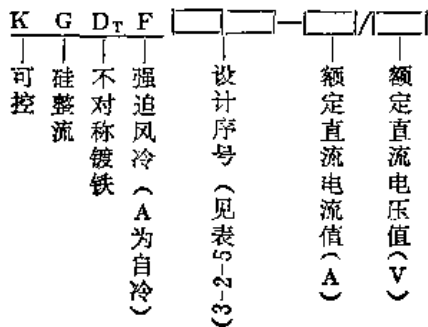 K G D_T F □□—□/□
可控
硅整流
不对称镀铁
强迫风冷（A为自冷）
设计序号（见表3-2-5）
额定直流电流值（A）
额定直流电压值（V）